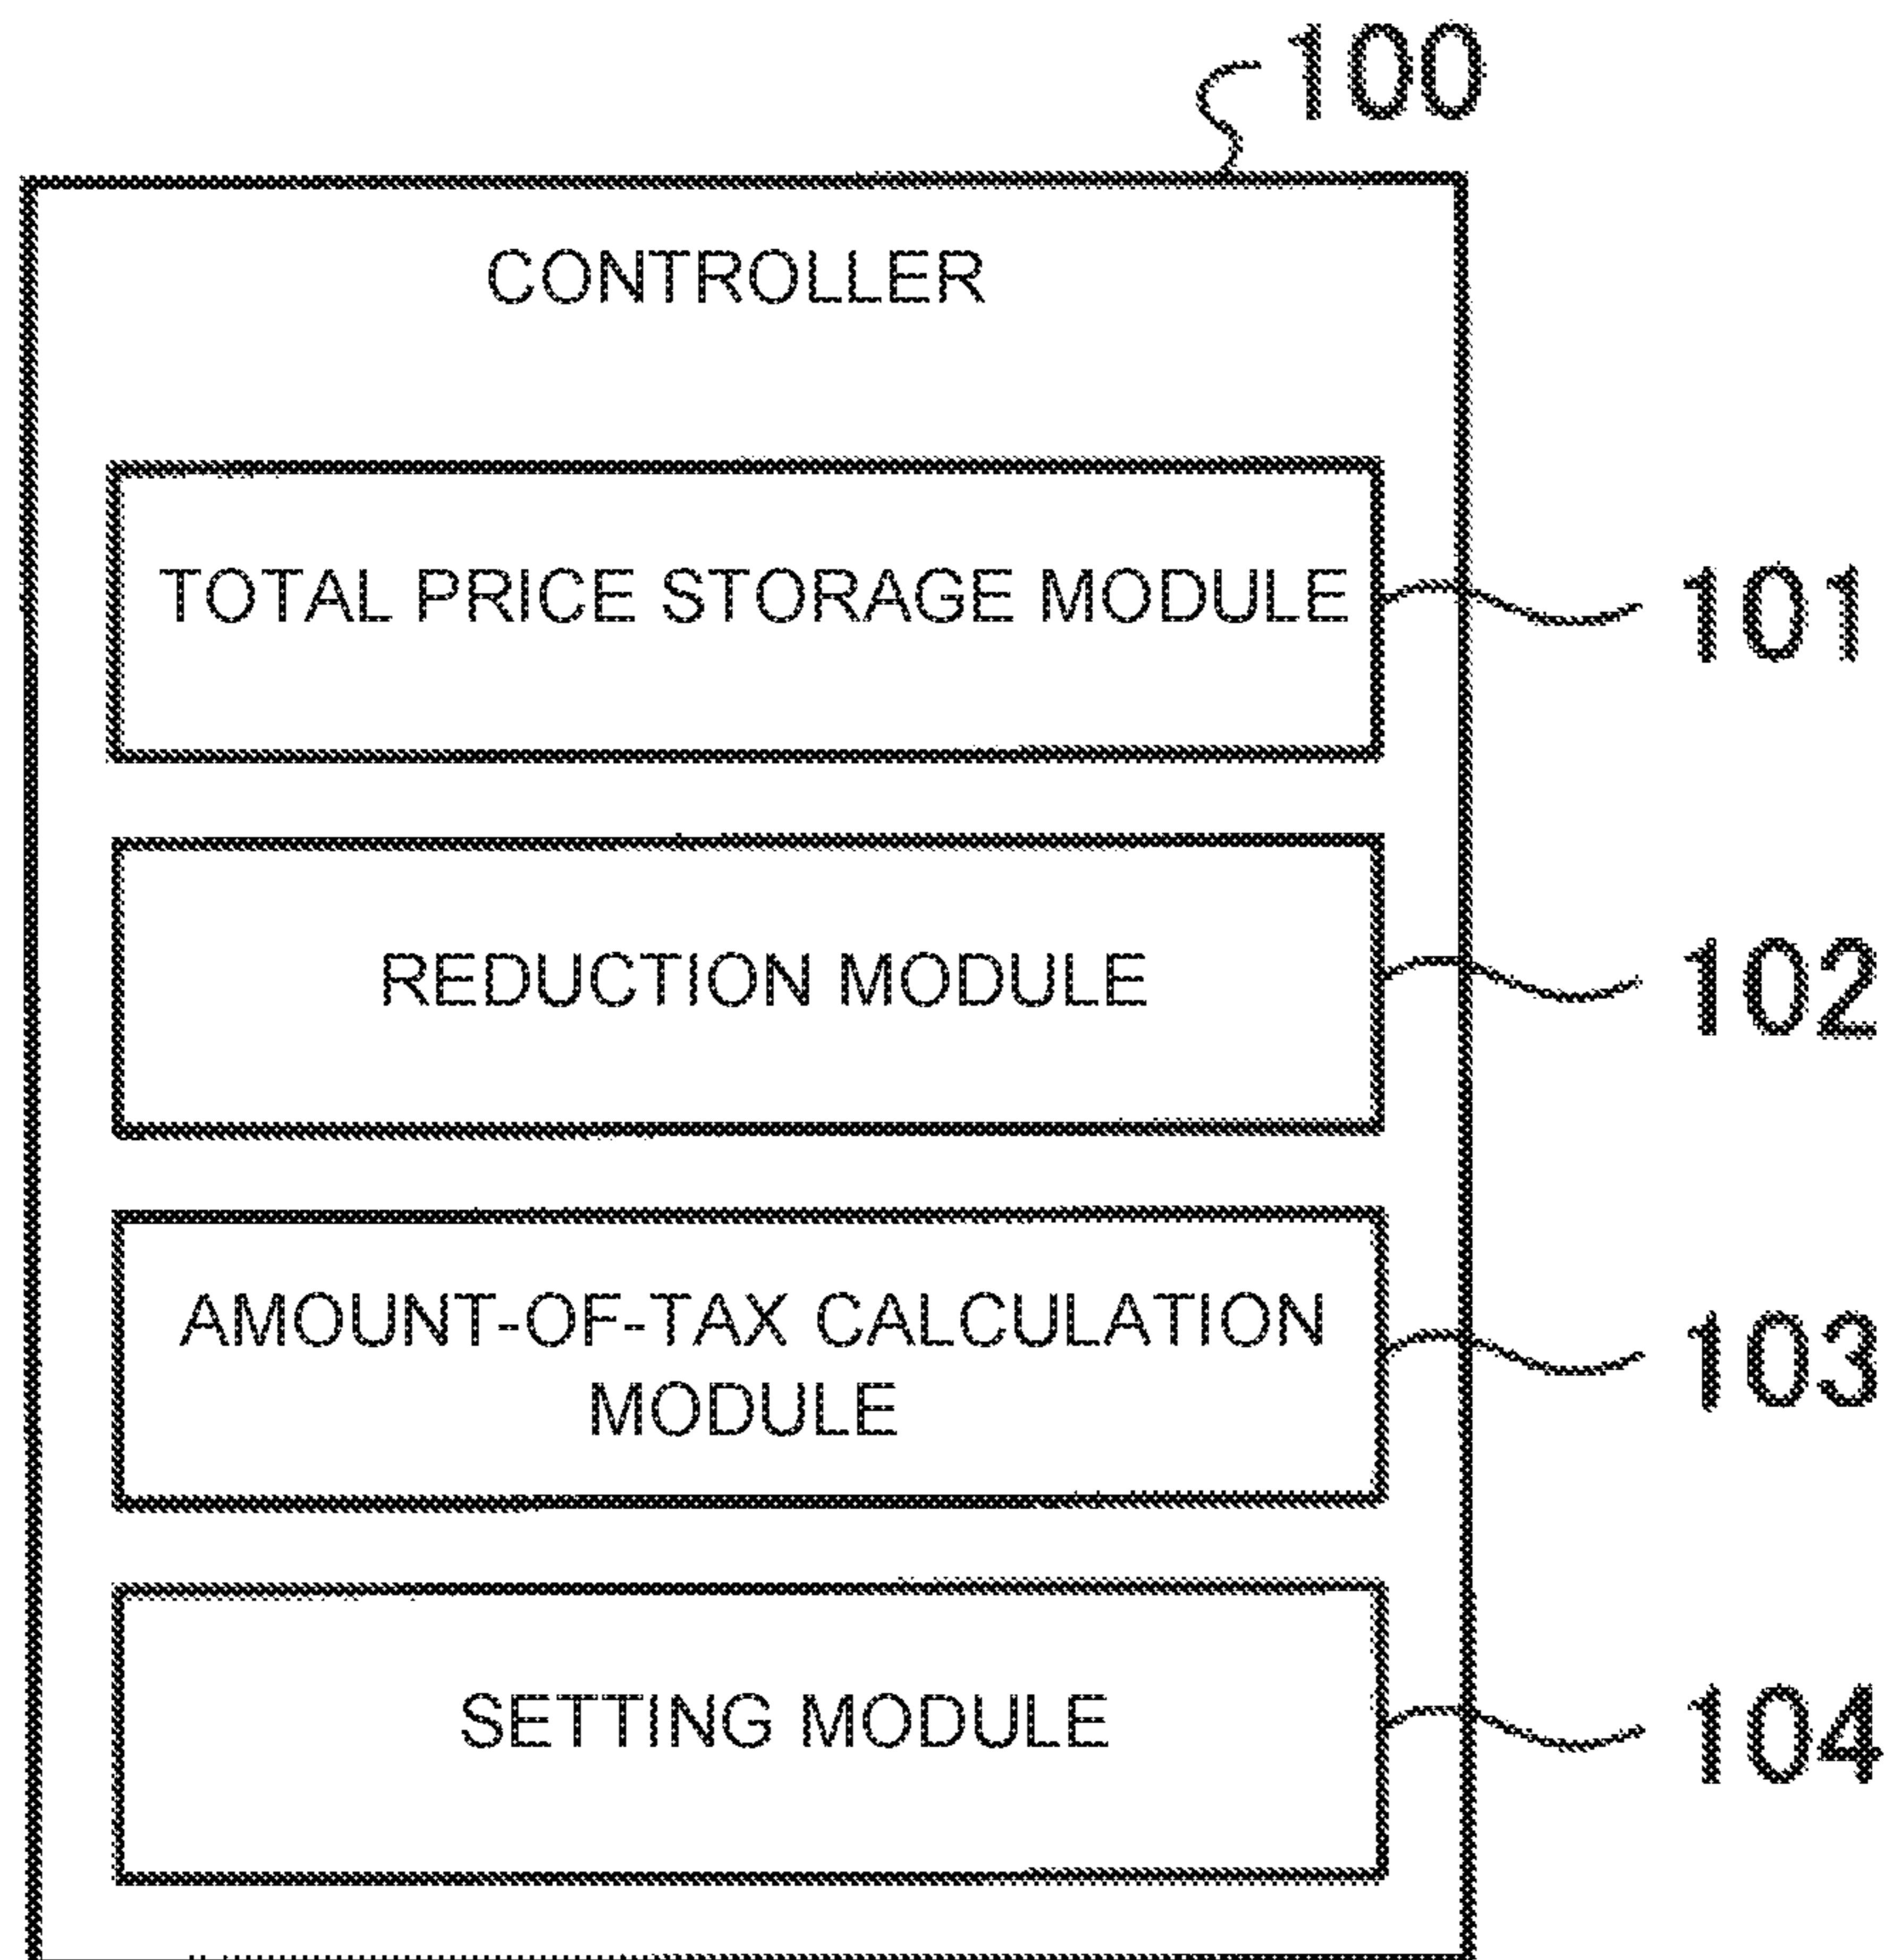 100
CONTROLLER
TOTAL PRICE STORAGE MODULE
101
REDUCTION MODULE
102
AMOUNT-OF-TAX CALCULATION
MODULE
103
SETTING MODULE
104